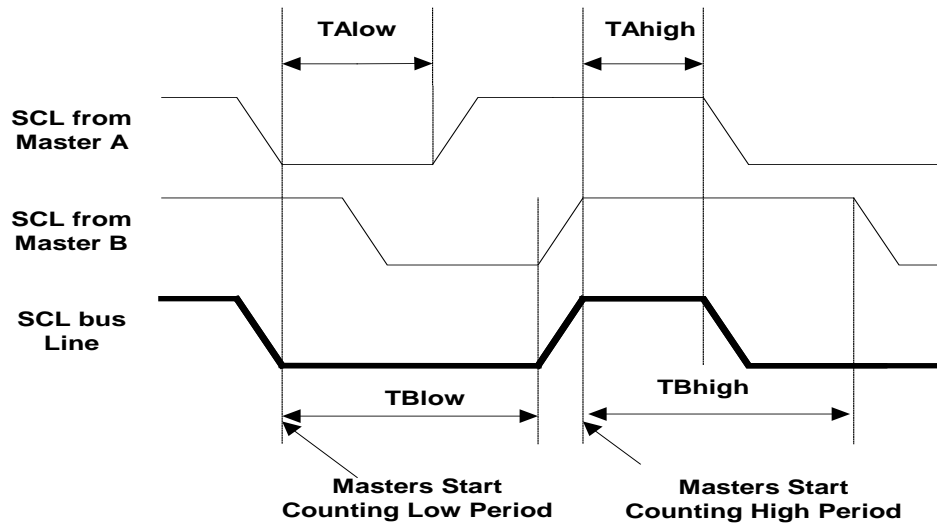 TAlow
TAhigh
SCL from
Master A
SCL from
Master B
SCL bus
Line
TBlow
TBhigh
Masters Start
Counting Low Period
Masters Start
Counting High Period